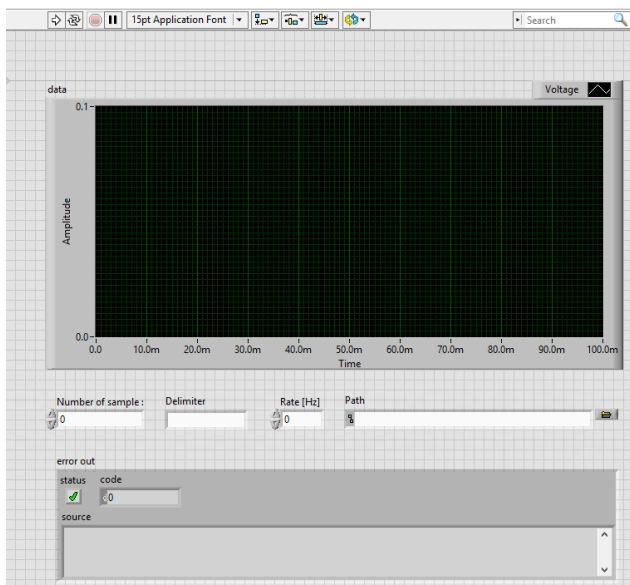 15pt Application Font
Search
data
Voltage
0.1
Amplitude
0.0
0.0 10.0m 20.0m 30.0m 40.0m 50.0m 60.0m 70.0m 80.0m 90.0m 100.0m
Time
Number of sample : Delimiter Rate [Hz] Path
0 0
error out
status code
0
source